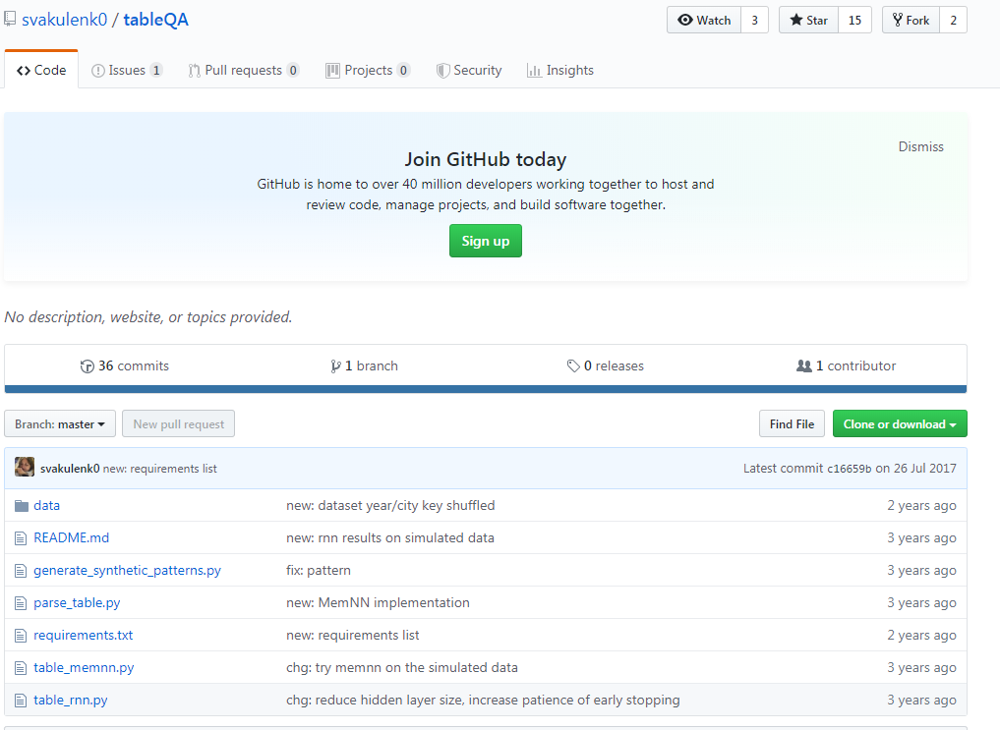 svakulenk0 / tableQA
Watch 3 Star 15 Fork 2
Code Issues 1 Pull requests 0 Projects 0 Security Insights
Dismiss
Join GitHub today
GitHub is home to over 40 million developers working together to host and
review code, manage projects, and build software together.
Sign up
No description, website, or topics provided.
36 commits 1 branch 0 releases 1 contributor
Branch: master New pull request Find File Clone or download
svakulenk0 new: requirements list Latest commit c16659b on 26 Jul 2017
data new: dataset year/city key shuffled 2 years ago
README.md new: rnn results on simulated data 3 years ago
generate_synthetic_patterns.py fix: pattern 3 years ago
parse_table.py new: MemNN implementation 3 years ago
requirements.txt new: requirements list 2 years ago
table_memnn.py chg: try memnn on the simulated data 3 years ago
table_rnn.py chg: reduce hidden layer size, increase patience of early stopping 3 years ago